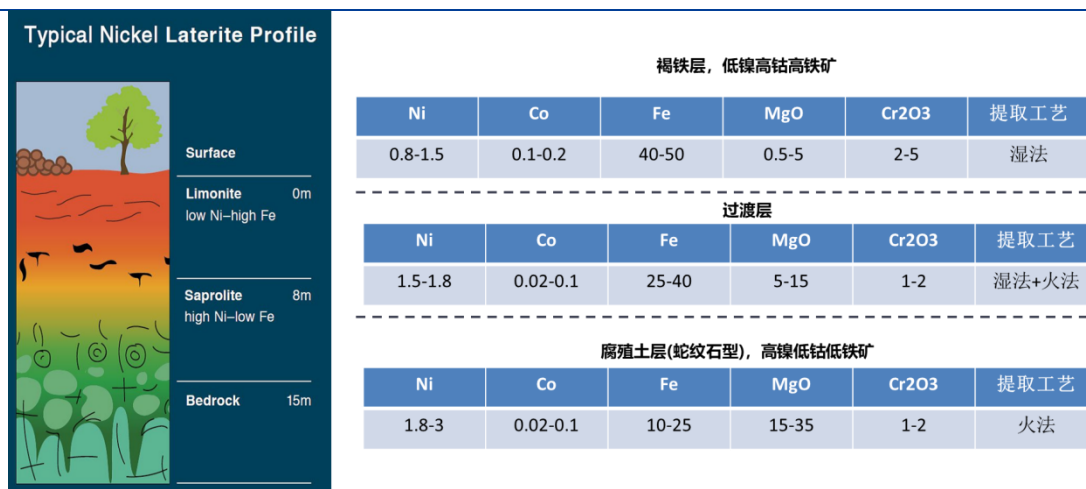 Typical Nickel Laterite Profile
Surface
Limonite 0m
low Ni–high Fe
Saprolite 8m
high Ni–low Fe
Bedrock 15m
褐铁层，低镍高钴高铁矿
Ni Co Fe MgO Cr2O3 提取工艺
0.8-1.5 0.1-0.2 40-50 0.5-5 2-5 湿法
过渡层
Ni Co Fe MgO Cr2O3 提取工艺
1.5-1.8 0.02-0.1 25-40 5-15 1-2 湿法+火法
腐殖土层(蛇纹石型)，高镍低钴低铁矿
Ni Co Fe MgO Cr2O3 提取工艺
1.8-3 0.02-0.1 10-25 15-35 1-2 火法